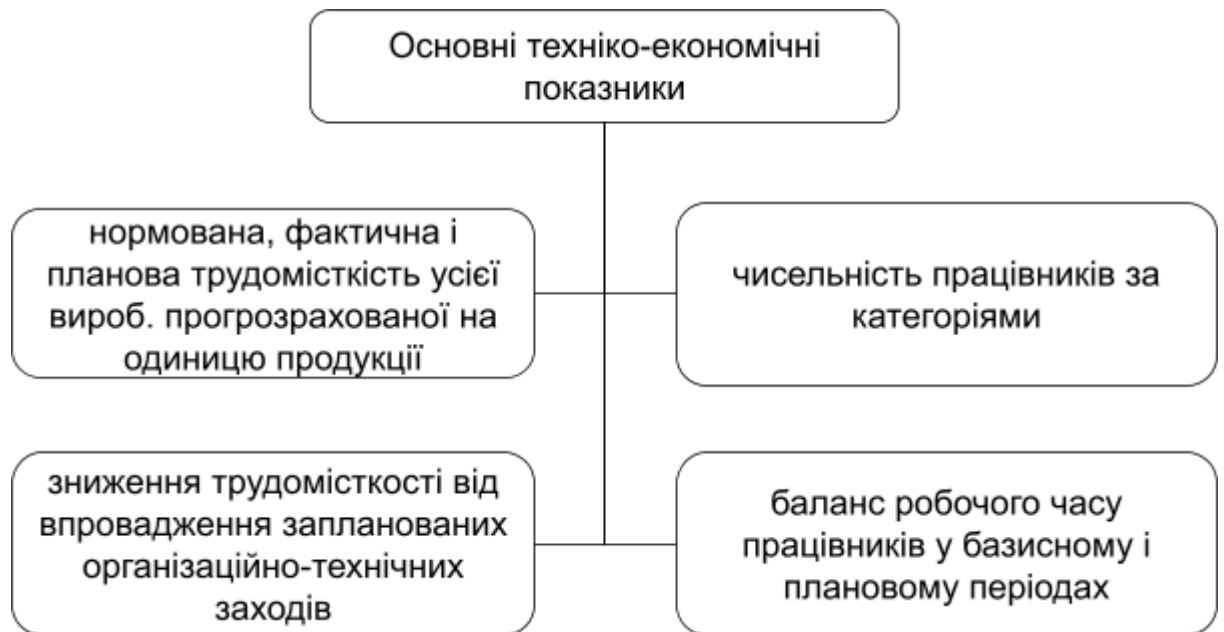 Основні техніко-економічні
показники
нормована, фактична і
планова трудомісткість усієї
вироб. прогрозрахованої на
одиницю продукції
чисельність працівників за
категоріями
зниження трудомісткості від
впровадження запланованих
організаційно-технічних
заходів
баланс робочого часу
працівників у базисному і
плановому періодах